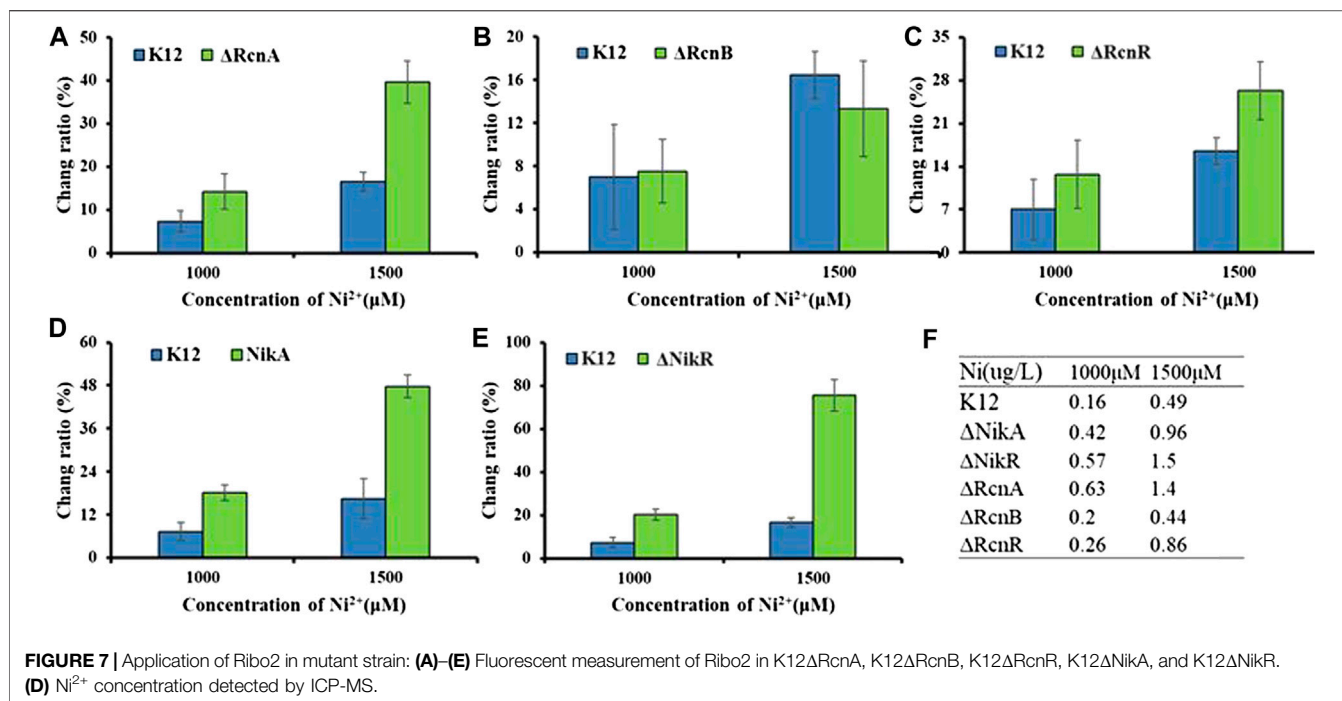 A
K12 ΔRcnA
Chang ratio (%)
50
40
30
20
10
0
1000 1500
Concentration of Ni²⁺(μM)
B
K12 ΔRcnB
Chang ratio (%)
20
16
12
8
4
0
1000 1500
Concentration of Ni²⁺(μM)
C
K12 ΔRcnR
Chang ratio (%)
35
28
21
14
7
0
1000 1500
Concentration of Ni²⁺(μM)
D
K12 NikA
Chang ratio (%)
60
48
36
24
12
0
1000 1500
Concentration of Ni²⁺(μM)
E
K12 ΔNikR
Chang ratio (%)
100
80
60
40
20
0
1000 1500
Concentration of Ni²⁺(μM)
F
Ni(ug/L) 1000μM 1500μM
K12 0.16 0.49
ΔNikA 0.42 0.96
ΔNikR 0.57 1.5
ΔRcnA 0.63 1.4
ΔRcnB 0.2 0.44
ΔRcnR 0.26 0.86
FIGURE 7 | Application of Ribo2 in mutant strain: (A)–(E) Fluorescent measurement of Ribo2 in K12ΔRcnA, K12ΔRcnB, K12ΔRcnR, K12ΔNikA, and K12ΔNikR.
(D) Ni²⁺ concentration detected by ICP-MS.